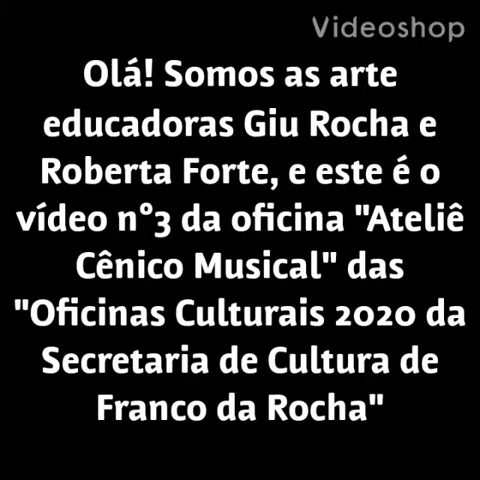 Videoshop
Olá! Somos as arte
educadoras Giu Rocha e
Roberta Forte, e este é o
vídeo n°3 da oficina "Ateliê
Cênico Musical" das
"Oficinas Culturais 2020 da
Secretaria de Cultura de
Franco da Rocha"